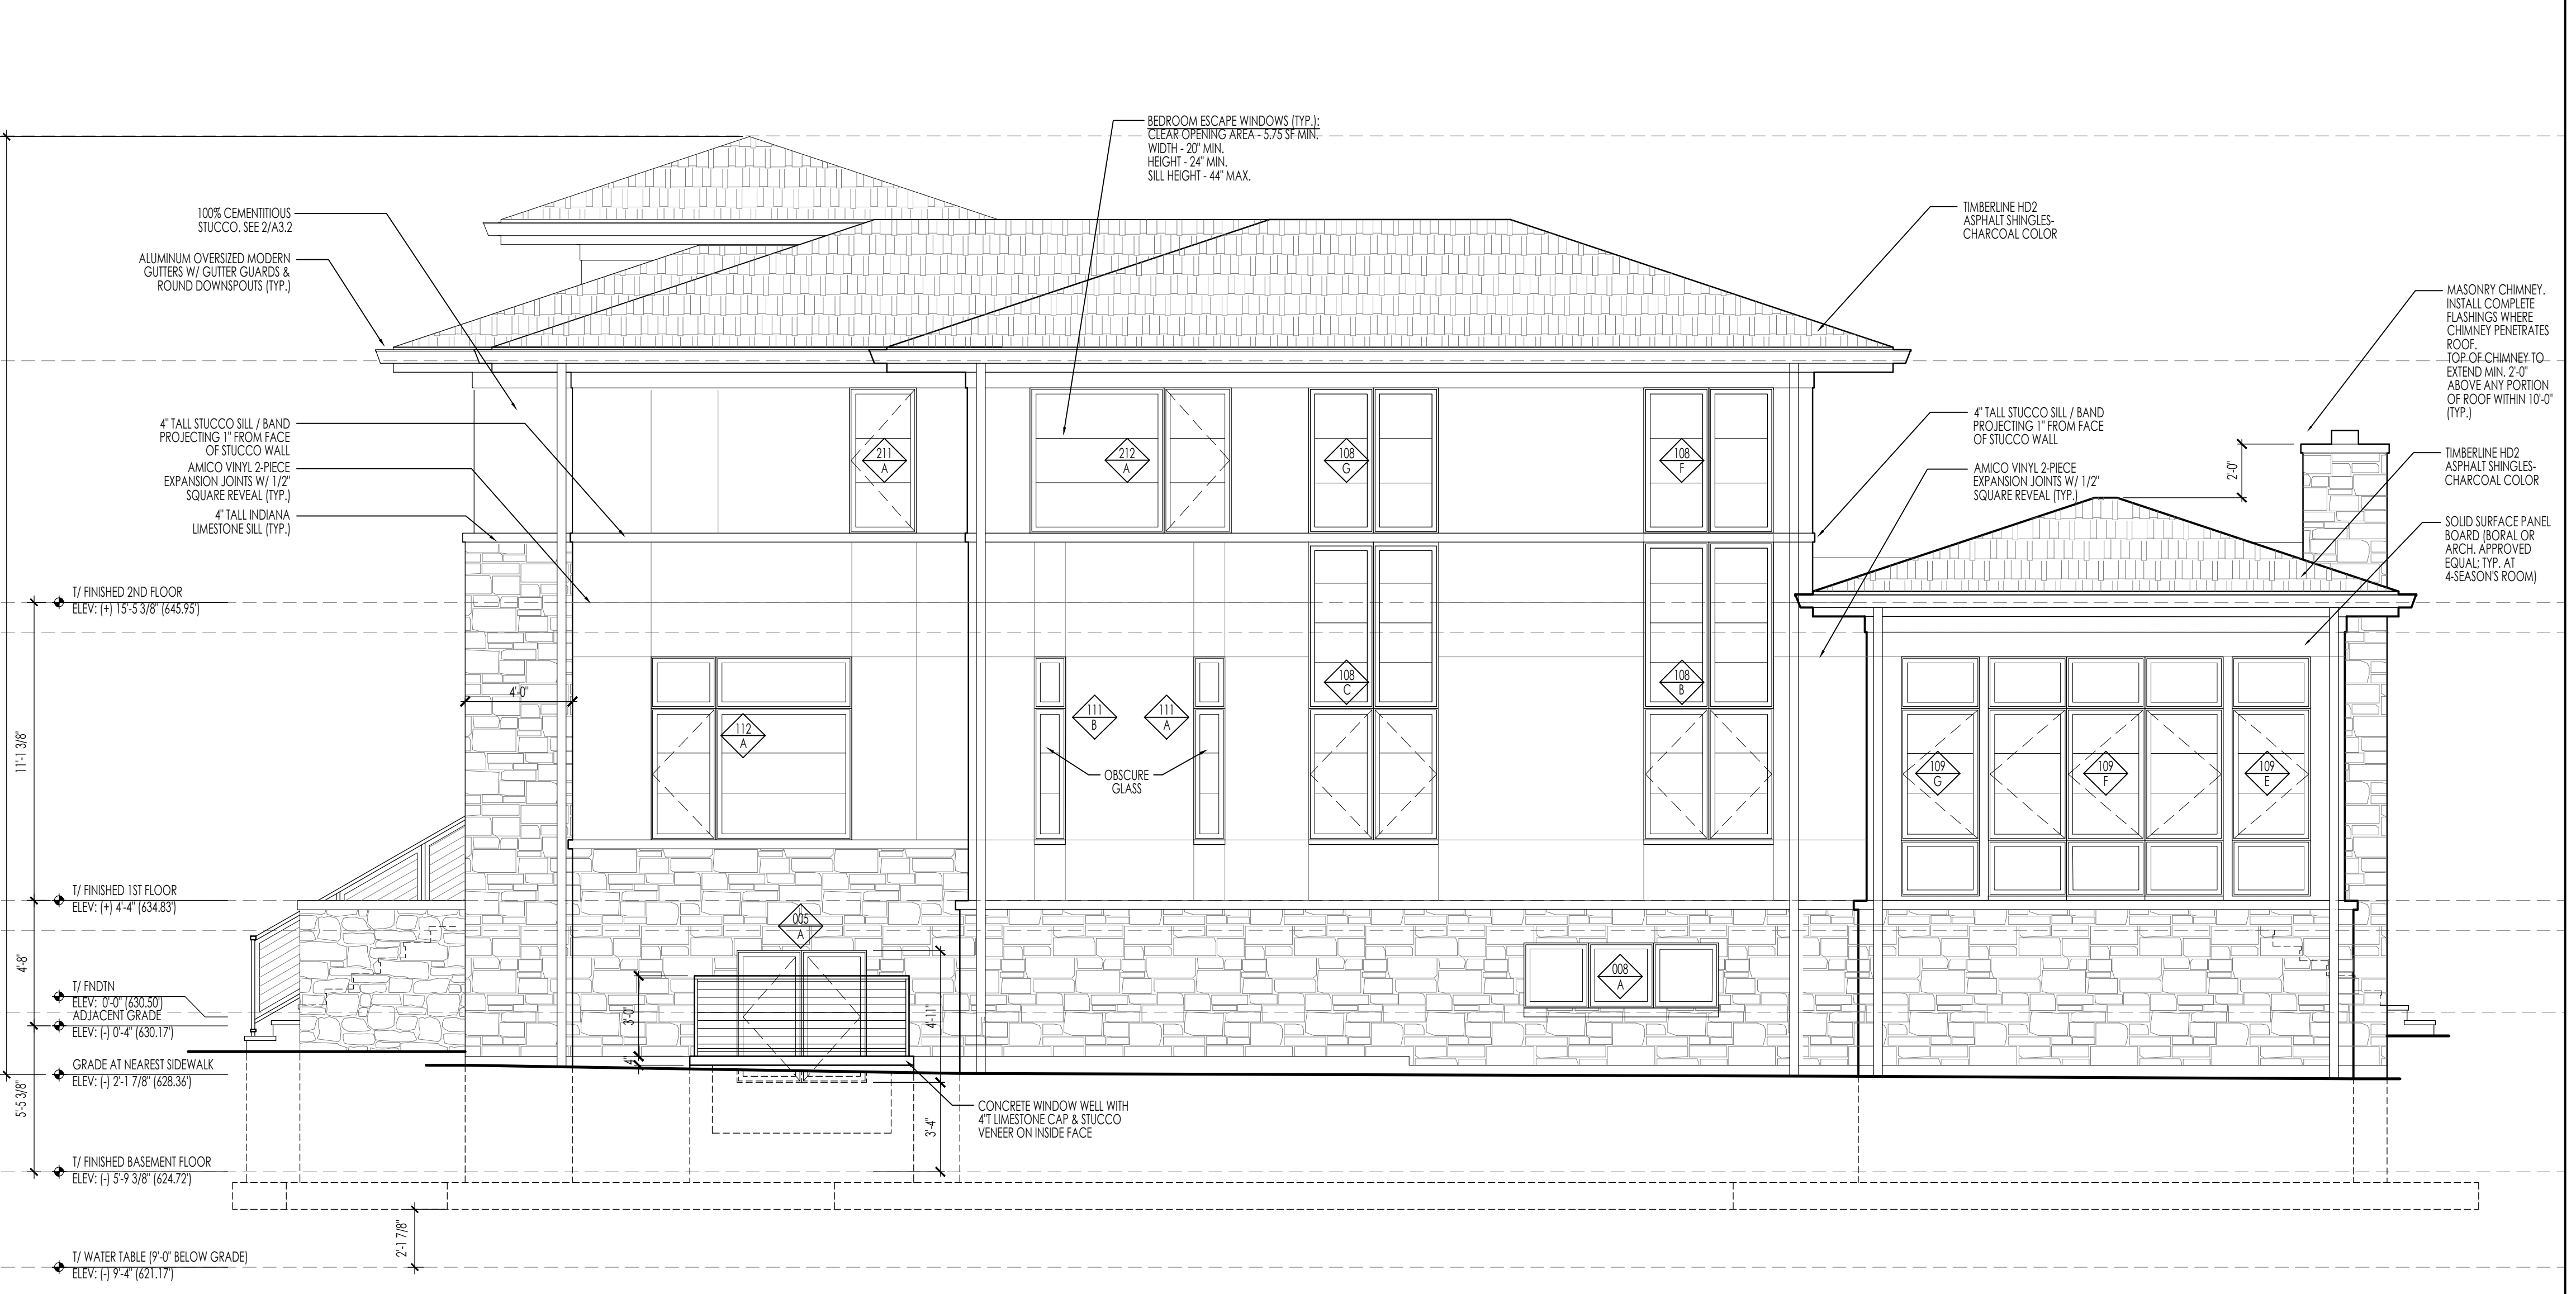 BEDROOM ESCAPE WINDOWS (TYP.):
CLEAR OPENING AREA - 5.75 SF MIN.
WIDTH - 20" MIN.
HEIGHT - 24" MIN.
SILL HEIGHT - 44" MAX.
100% CEMENTITIOUS
STUCCO. SEE 2/A3.2
ALUMINUM OVERSIZED MODERN
GUTTERS W/ GUTTER GUARDS &
ROUND DOWNSPOUTS (TYP.)
4" TALL STUCCO SILL / BAND
PROJECTING 1" FROM FACE
OF STUCCO WALL
AMICO VINYL 2-PIECE
EXPANSION JOINTS W/ 1/2"
SQUARE REVEAL (TYP.)
4" TALL INDIANA
LIMESTONE SILL (TYP.)
TIMBERLINE HD2
ASPHALT SHINGLES-
CHARCOAL COLOR
MASONRY CHIMNEY.
INSTALL COMPLETE
FLASHINGS WHERE
CHIMNEY PENETRATES
ROOF.
TOP OF CHIMNEY TO
EXTEND MIN. 2'-0"
ABOVE ANY PORTION
OF ROOF WITHIN 10'-0"
(TYP.)
4" TALL STUCCO SILL / BAND
PROJECTING 1" FROM FACE
OF STUCCO WALL
AMICO VINYL 2-PIECE
EXPANSION JOINTS W/ 1/2"
SQUARE REVEAL (TYP.)
2'-0"
TIMBERLINE HD2
ASPHALT SHINGLES-
CHARCOAL COLOR
SOLID SURFACE PANEL
BOARD (BORAL OR
ARCH. APPROVED
EQUAL; TYP. AT
4-SEASON'S ROOM)
211
A
212
A
108
G
108
F
T/ FINISHED 2ND FLOOR
ELEV: (+) 15'-5 3/8" (645.95')
4'-0"
112
A
111
B
111
A
108
C
108
B
109
G
109
F
109
E
OBSCURE
GLASS
11'-1 3/8"
T/ FINISHED 1ST FLOOR
ELEV: (+) 4'-4" (634.83')
005
A
008
A
4'-8"
T/ FNDTN
ELEV: 0'-0" (630.50')
ADJACENT GRADE
ELEV: (-) 0'-4" (630.17')
3'-0"
4"
4'-11"
GRADE AT NEAREST SIDEWALK
ELEV: (-) 2'-1 7/8" (628.36')
5'-5 3/8"
CONCRETE WINDOW WELL WITH
4"T LIMESTONE CAP & STUCCO
VENEER ON INSIDE FACE
3'-4"
T/ FINISHED BASEMENT FLOOR
ELEV: (-) 5'-9 3/8" (624.72')
2'-1 7/8"
T/ WATER TABLE (9'-0" BELOW GRADE)
ELEV: (-) 9'-4" (621.17')